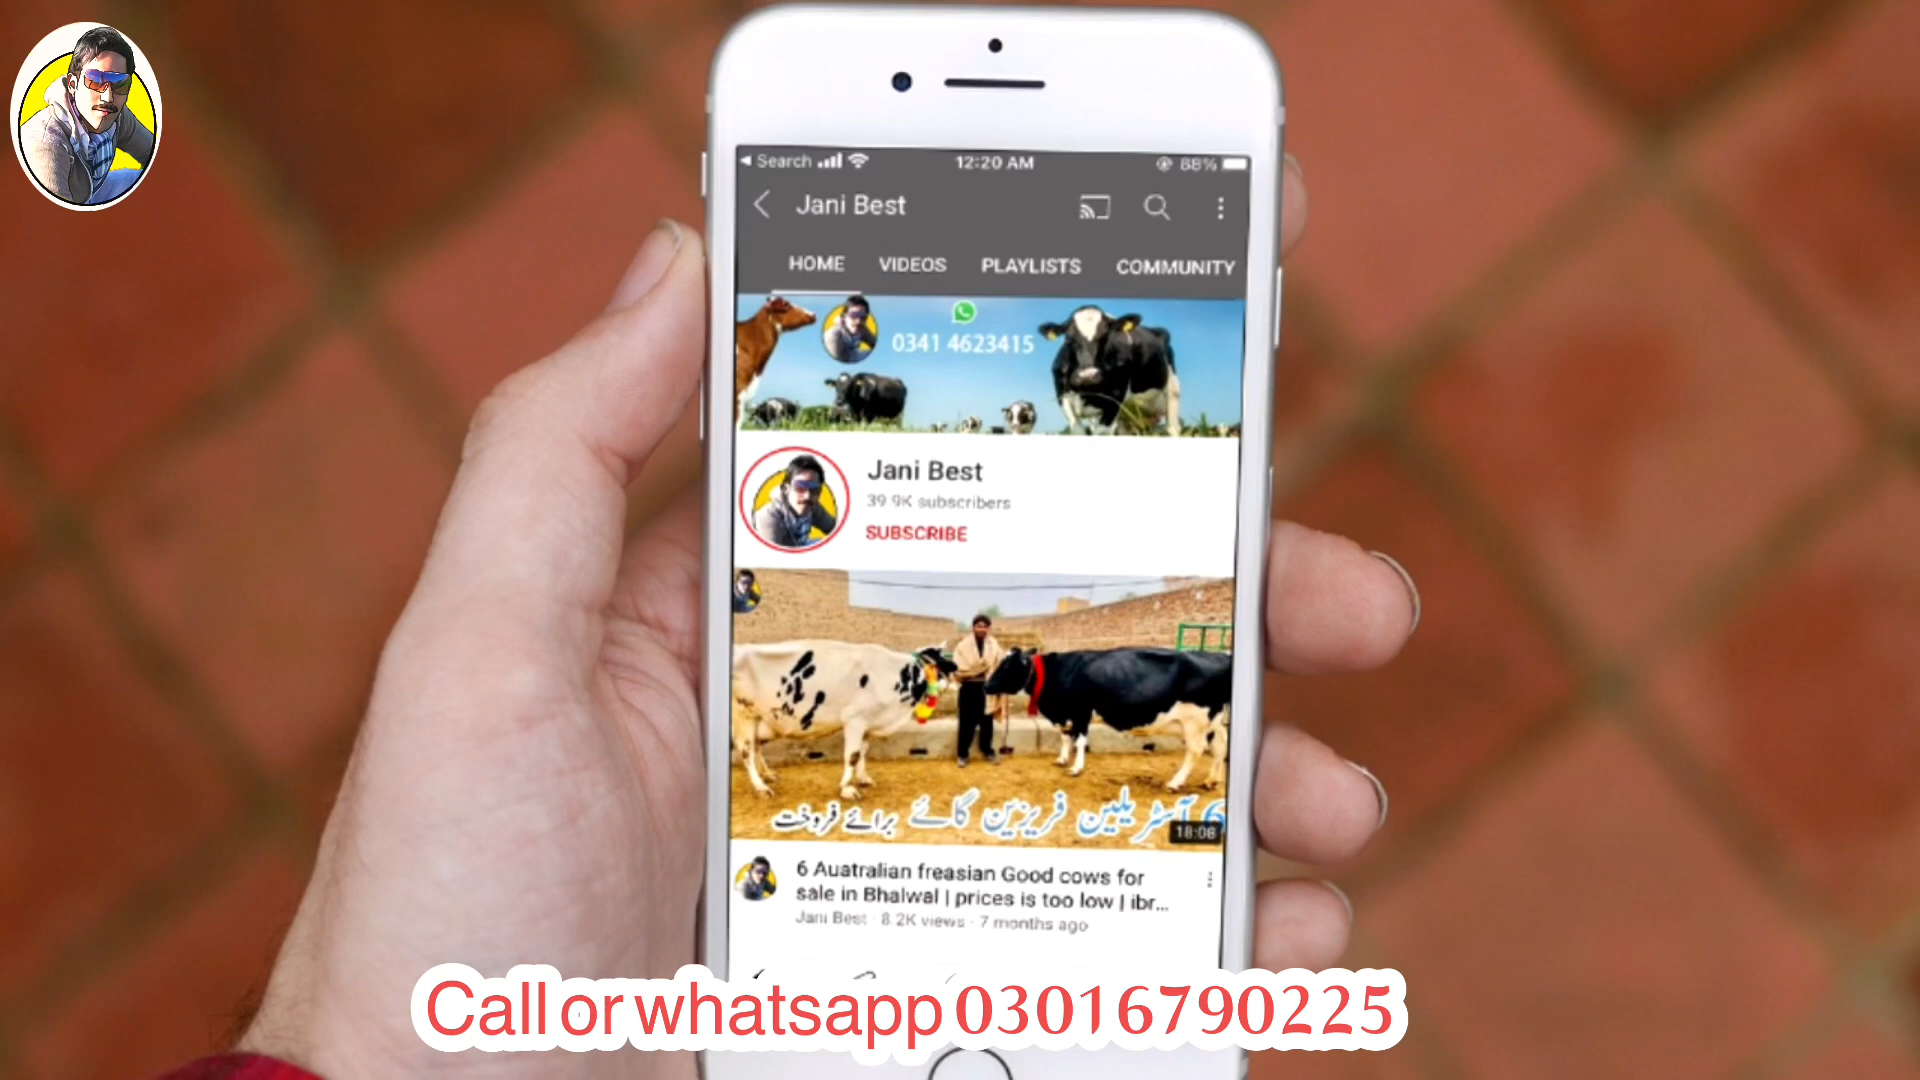 Search 12:20 AM 88%
Jani Best
HOME VIDEOS PLAYLISTS COMMUNITY
0341 4623415
Jani Best
39.9K subscribers
SUBSCRIBE
6 آسٹریلین فریزین گائے برائے فروخت
18:08
6 Auatralian freasian Good cows for
sale in Bhalwal | prices is too low | ibr...
Jani Best · 8.2K views · 7 months ago
Call or whatsapp 03016790225